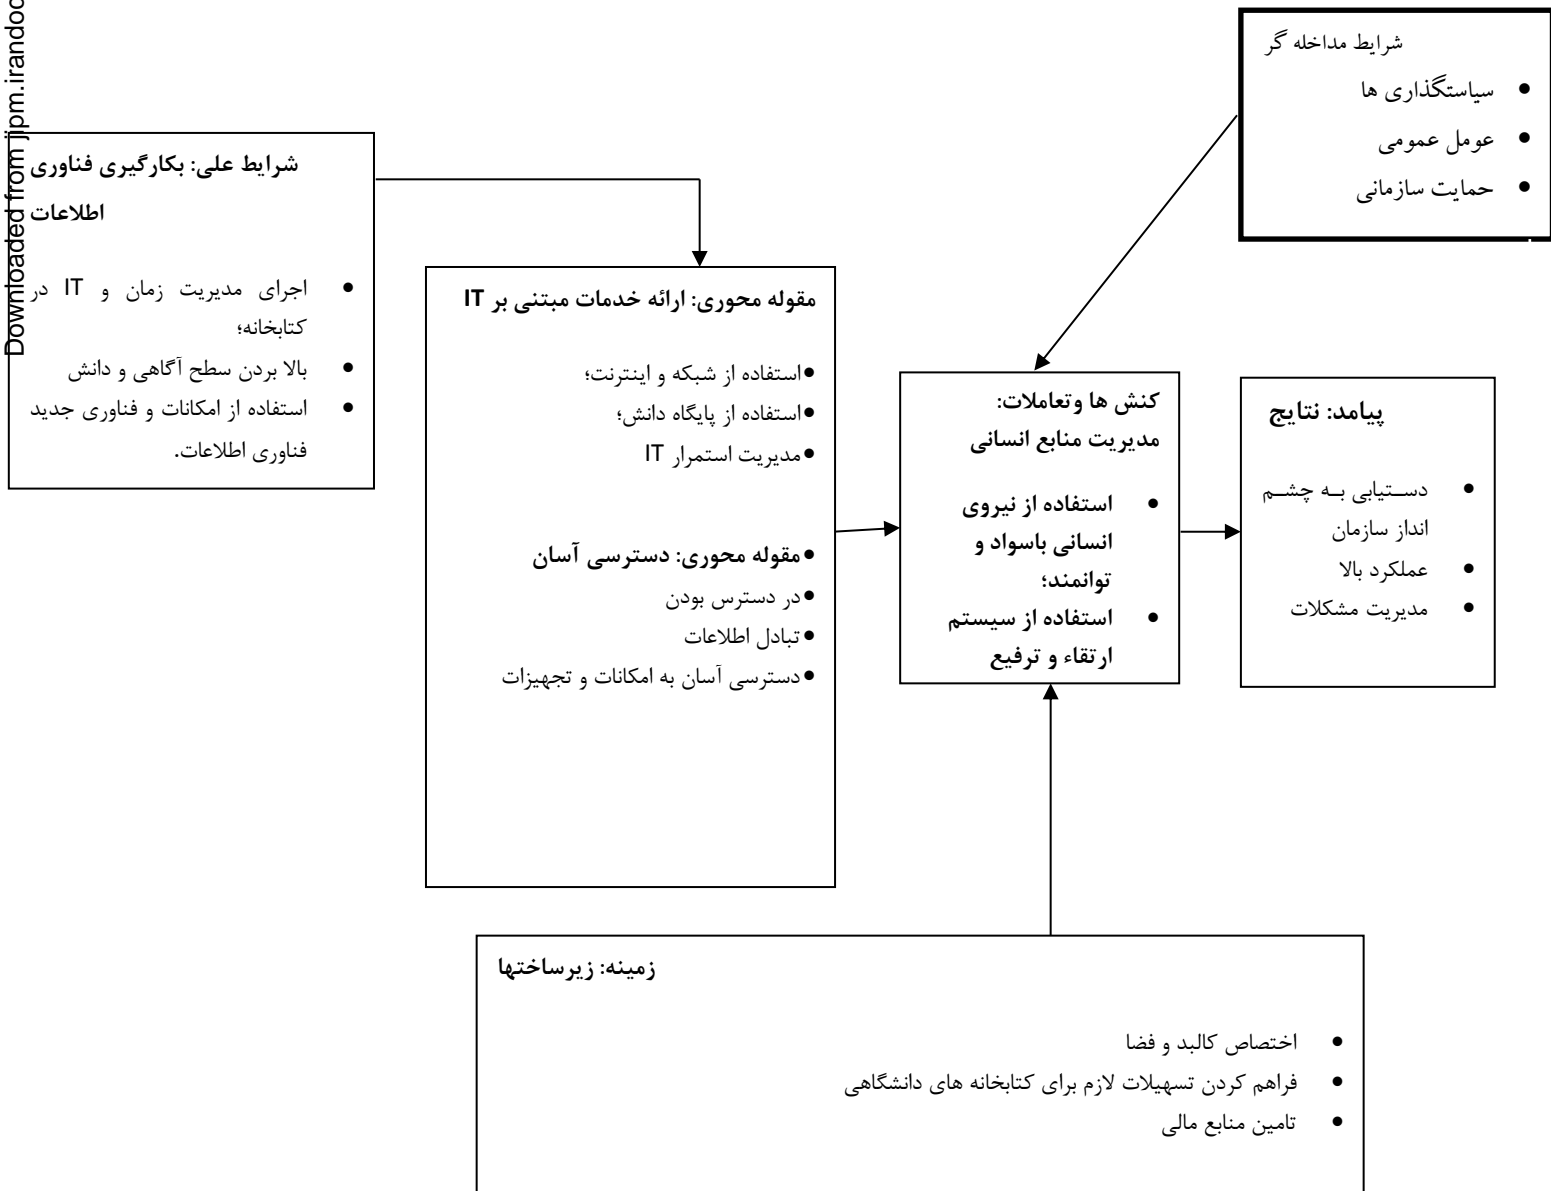 Downloaded from jipm.irandoc
شرایط مداخله گر
• سیاستگذاری ها
• عومل عمومی
• حمایت سازمانی
شرایط علی: بکارگیری فناوری
اطلاعات
• اجرای مدیریت زمان و IT در
کتابخانه؛
• بالا بردن سطح آگاهی و دانش
• استفاده از امکانات و فناوری جدید
فناوری اطلاعات.
مقوله محوری: ارائه خدمات مبتنی بر IT
• استفاده از شبکه و اینترنت؛
• استفاده از پایگاه دانش؛
• مدیریت استمرار IT
• مقوله محوری: دسترسی آسان
• در دسترس بودن
• تبادل اطلاعات
• دسترسی آسان به امکانات و تجهیزات
کنش ها وتعاملات:
مدیریت منابع انسانی
• استفاده از نیروی
انسانی باسواد و
توانمند؛
• استفاده از سیستم
ارتقاء و ترفیع
پیامد: نتایج
• دستیابی به چشم
انداز سازمان
• عملکرد بالا
• مدیریت مشکلات
زمینه: زیرساختها
• اختصاص کالبد و فضا
• فراهم کردن تسهیلات لازم برای کتابخانه های دانشگاهی
• تامین منابع مالی